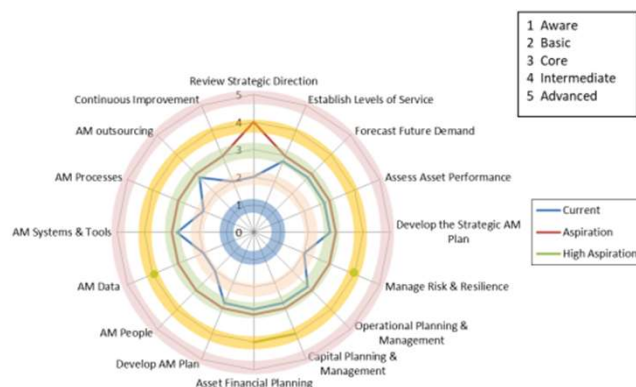 1 Aware
2 Basic
3 Core
4 Intermediate
5 Advanced
Review Strategic Direction
Continuous Improvement
Establish Levels of Service
AM outsourcing
Forecast Future Demand
AM Processes
Assess Asset Performance
AM Systems & Tools
Develop the Strategic AM
Plan
AM Data
Manage Risk & Resilience
AM People
Operational Planning &
Management
Develop AM Plan
Capital Planning &
Management
Asset Financial Planning
5
4
3
2
1
0
Current
Aspiration
High Aspiration